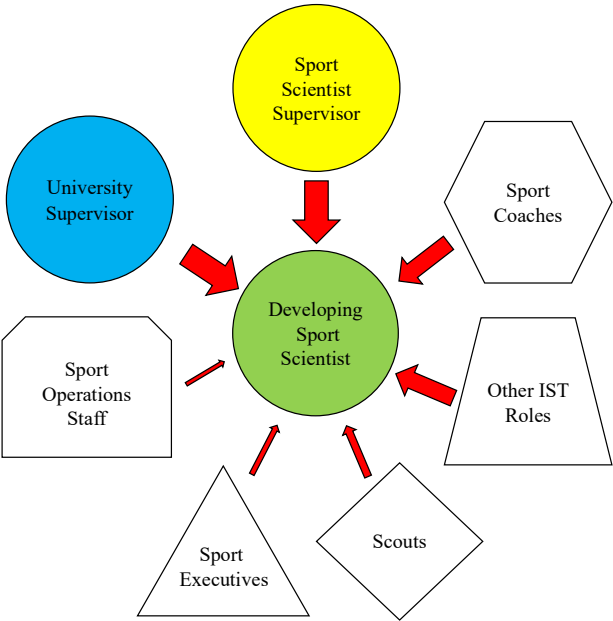 Sport
Scientist
Supervisor
University
Supervisor
Sport
Coaches
Developing
Sport
Scientist
Sport
Operations
Staff
Other IST
Roles
Sport
Executives
Scouts